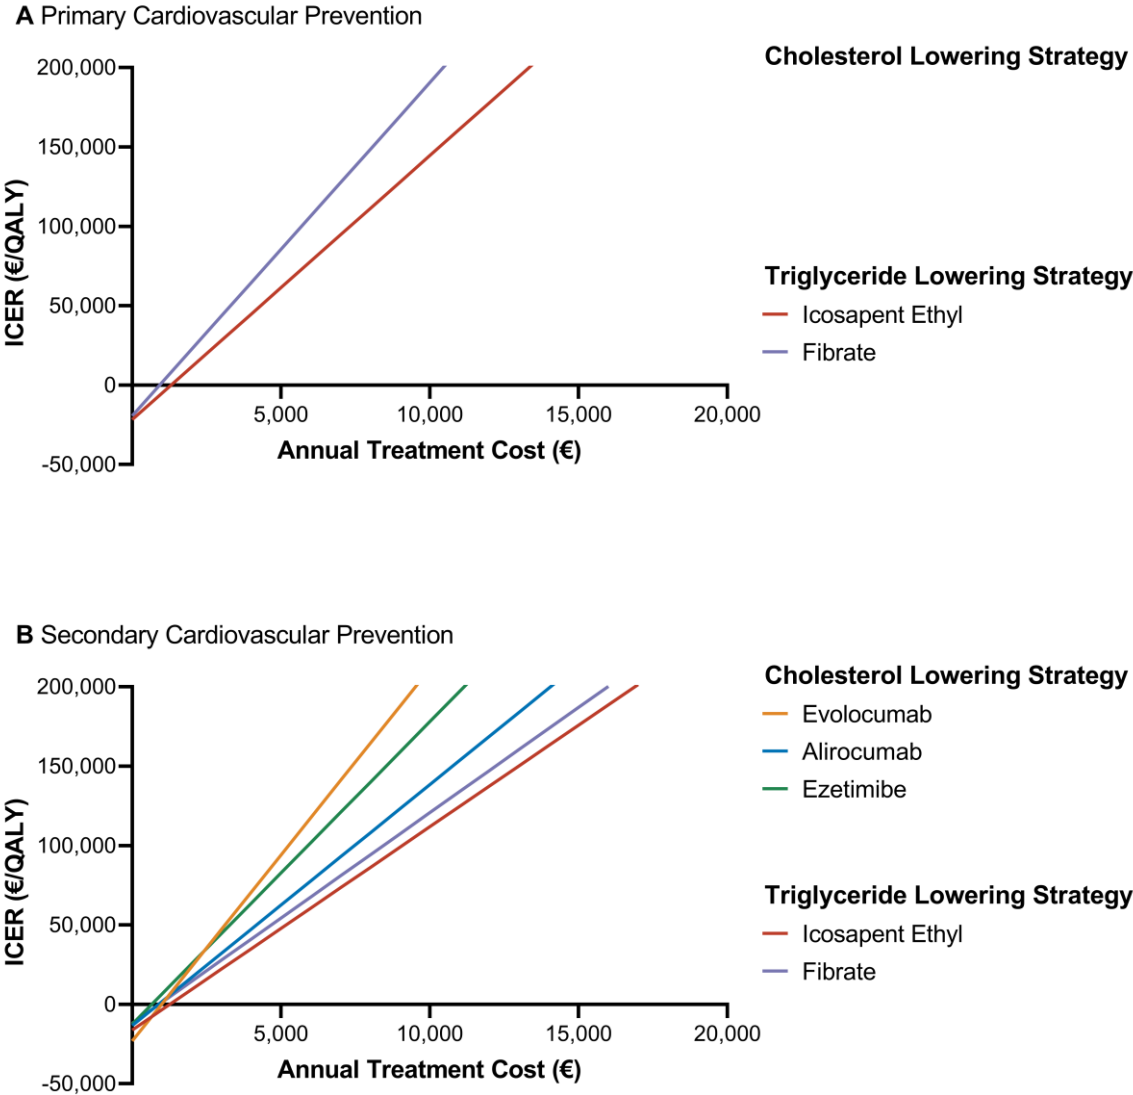 A Primary Cardiovascular Prevention
Cholesterol Lowering Strategy
200,000
150,000
100,000
50,000
0
-50,000
ICER (€/QALY)
5,000
10,000
15,000
20,000
Annual Treatment Cost (€)
Triglyceride Lowering Strategy
Icosapent Ethyl
Fibrate
B Secondary Cardiovascular Prevention
200,000
150,000
100,000
50,000
0
-50,000
ICER (€/QALY)
5,000
10,000
15,000
20,000
Annual Treatment Cost (€)
Cholesterol Lowering Strategy
Evolocumab
Alirocumab
Ezetimibe
Triglyceride Lowering Strategy
Icosapent Ethyl
Fibrate